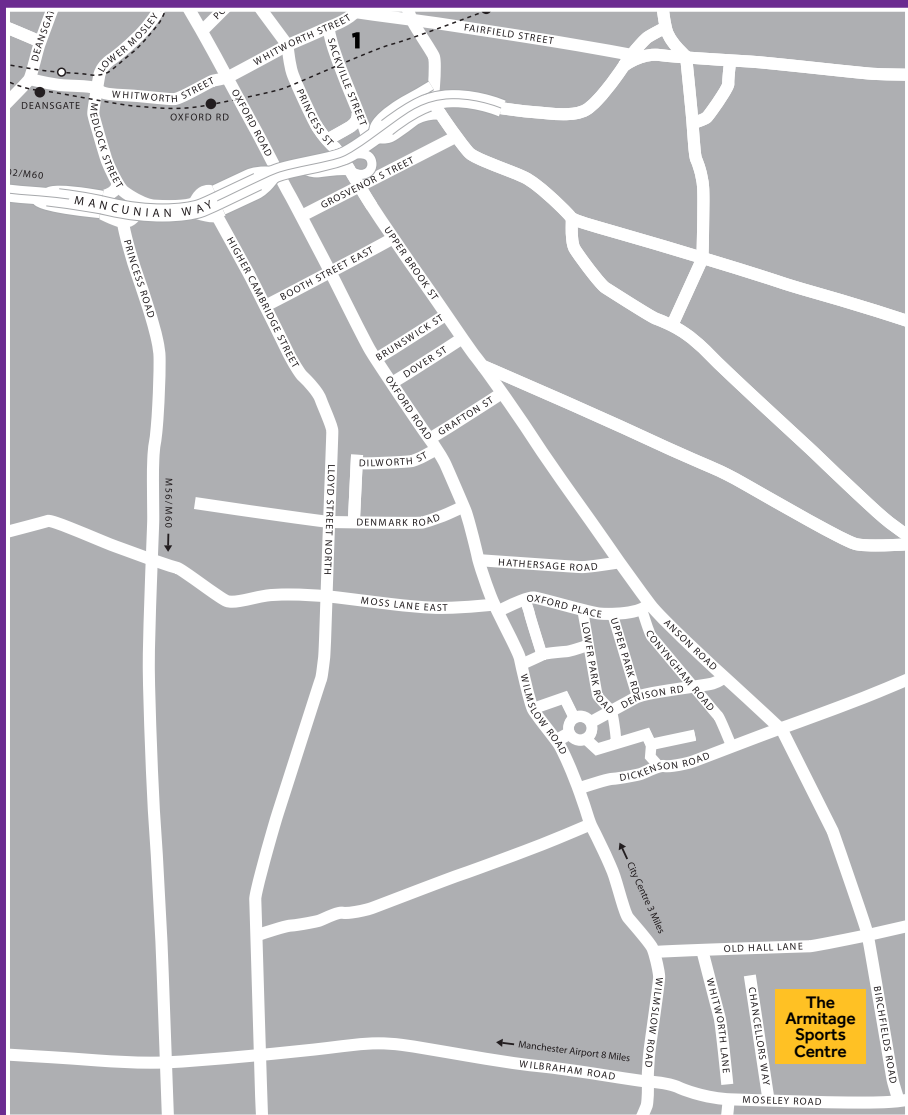 DEANSGAT
LOWER MOSLEY
PO
WHITWORTH STREET
SACKVILLE STREET
1
FAIRFIELD STREET
DEANSGATE
WHITWORTH STREET
OXFORD RD
MEDLOCK STREET
OXFORD ROAD
PRINCESS ST
GROSVENOR STREET
2/M60
MANCUNIAN WAY
PRINCESS ROAD
HIGHER CAMBRIDGE STREET
BOOTH STREET EAST
UPPER BROOK ST
BRUNSWICK ST
DOVER ST
OXFORD ROAD
GRAFTON ST
DILWORTH ST
M56/M60
LLOYD STREET NORTH
DENMARK ROAD
HATHERSAGE ROAD
MOSS LANE EAST
OXFORD PLACE
LOWER PARK ROAD
UPPER PARK RD
CONYNGHAM ROAD
ANSON ROAD
DENISON RD
WILMSLOW ROAD
DICKENSON ROAD
City Centre 3 Miles
OLD HALL LANE
WILMSLOW ROAD
WHITWORTH LANE
CHANCELLORS WAY
The
Armitage
Sports
Centre
BIRCHFIELDS ROAD
Manchester Airport 8 Miles
WILBRAHAM ROAD
MOSELEY ROAD